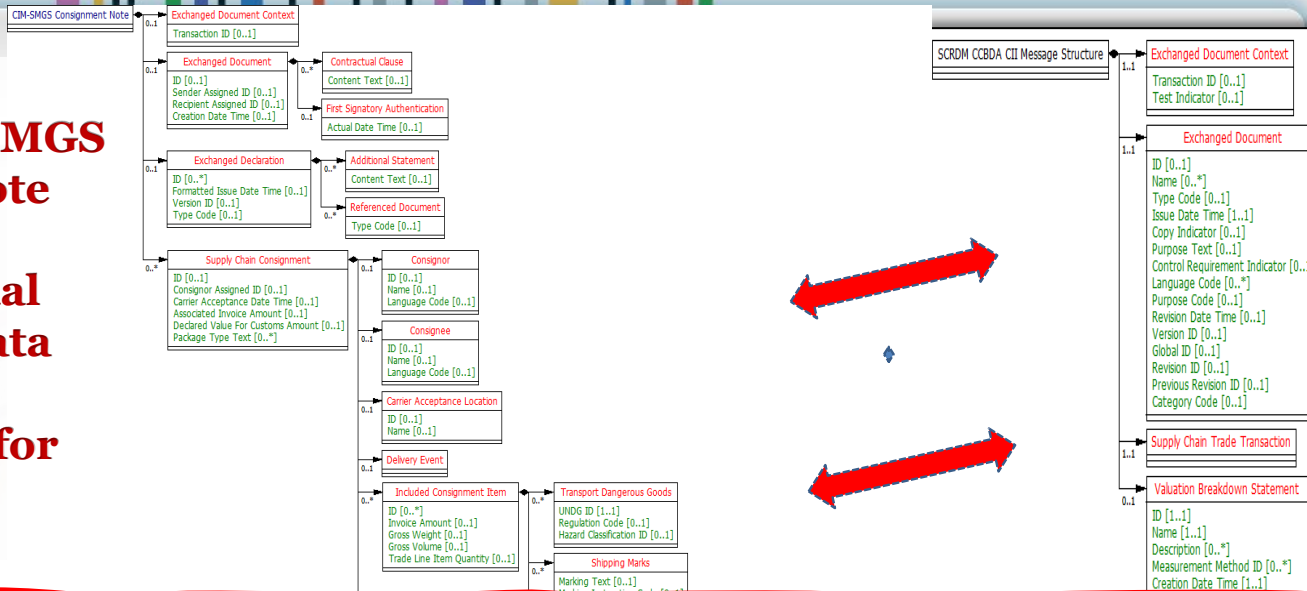 MGS
ote
al
ata
for
CIM-SMGS Consignment Note
0..1
Exchanged Document Context
Transaction ID [0..1]
0..1
Exchanged Document
ID [0..1]
Sender Assigned ID [0..1]
Recipient Assigned ID [0..1]
Creation Date Time [0..1]
0..*
Contractual Clause
Content Text [0..1]
0..1
First Signatory Authentication
Actual Date Time [0..1]
0..1
Exchanged Declaration
ID [0..*]
Formatted Issue Date Time [0..1]
Version ID [0..1]
Type Code [0..1]
0..*
Additional Statement
Content Text [0..1]
0..*
Referenced Document
Type Code [0..1]
0..*
Supply Chain Consignment
ID [0..1]
Consignor Assigned ID [0..1]
Carrier Acceptance Date Time [0..1]
Associated Invoice Amount [0..1]
Declared Value For Customs Amount [0..1]
Package Type Text [0..*]
0..1
Consignor
ID [0..1]
Name [0..1]
Language Code [0..1]
0..1
Consignee
ID [0..1]
Name [0..1]
Language Code [0..1]
0..1
Carrier Acceptance Location
ID [0..1]
Name [0..1]
0..1
Delivery Event
0..*
Included Consignment Item
ID [0..*]
Invoice Amount [0..1]
Gross Weight [0..1]
Gross Volume [0..1]
Trade Line Item Quantity [0..1]
0..*
Transport Dangerous Goods
UNDG ID [1..1]
Regulation Code [0..1]
Hazard Classification ID [0..1]
0..*
Shipping Marks
Marking Text [0..1]
SCRDM CCBDA CII Message Structure
1..1
Exchanged Document Context
Transaction ID [0..1]
Test Indicator [0..1]
1..1
Exchanged Document
ID [0..1]
Name [0..*]
Type Code [0..1]
Issue Date Time [1..1]
Copy Indicator [0..1]
Purpose Text [0..1]
Control Requirement Indicator [0..1
Language Code [0..*]
Purpose Code [0..1]
Revision Date Time [0..1]
Version ID [0..1]
Global ID [0..1]
Revision ID [0..1]
Previous Revision ID [0..1]
Category Code [0..1]
1..1
Supply Chain Trade Transaction
0..1
Valuation Breakdown Statement
ID [1..1]
Name [1..1]
Description [0..*]
Measurement Method ID [0..*]
Creation Date Time [1..1]